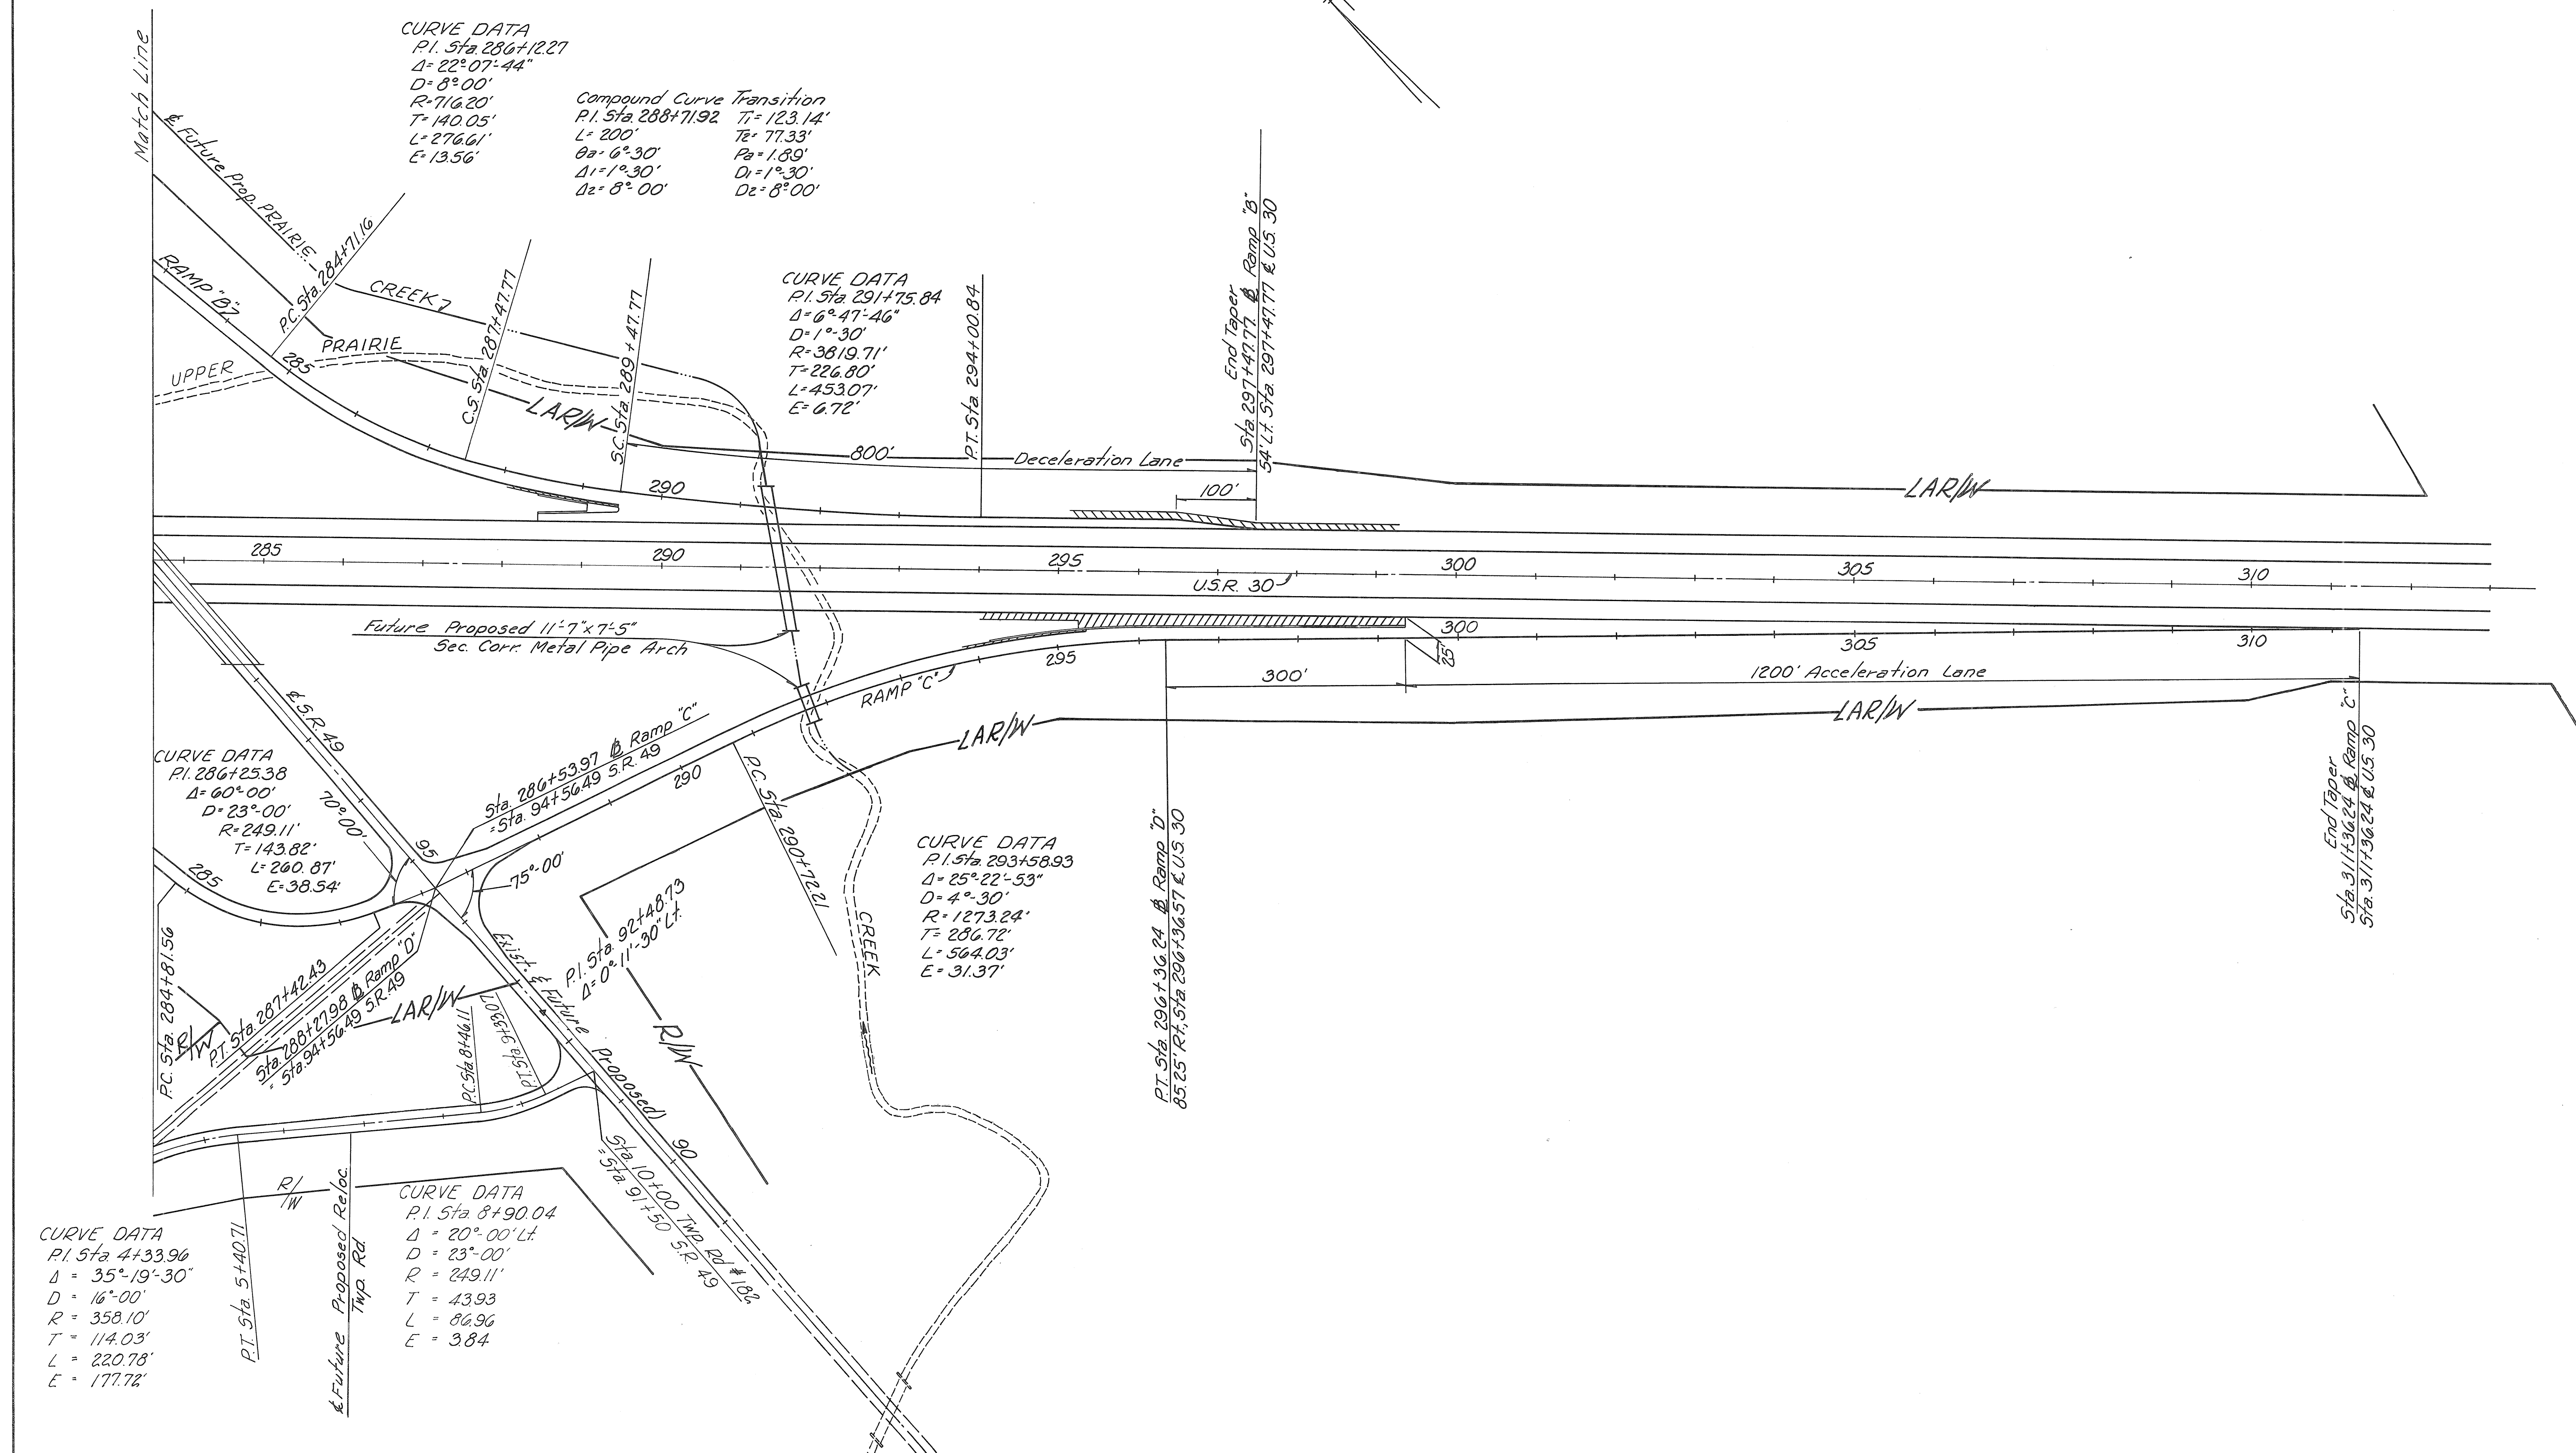 Match Line
CURVE DATA
P.I. Sta. 286+12.27
Δ= 22°-07'-44"
D= 8°-00'
R=716.20'
T= 140.05'
L=276.61'
E=13.56'
Compound Curve Transition
P.I. Sta. 288+71.92 T1=123.14'
L= 200' T2= 77.33'
θa= 6°-30' Pa=1.89'
Δ1=1°-30' D1=1°-30'
Δ2= 8°-00' D2= 8°-00'
℄ Future Prop. PRAIRIE
CREEK
RAMP "B"
P.C. Sta. 284+71.16
UPPER
PRAIRIE
285
C.S. Sta. 287+47.77
S.C. Sta. 289+47.77
LAR/W
CURVE DATA
P.I. Sta. 291+75.84
Δ=6°-47'-46"
D=1°-30'
R=3819.71'
T=226.80'
L=453.07'
E=6.72'
P.T. Sta. 294+00.84
End Taper
Sta. 297+47.77 ℄ Ramp "B"
54' Lt. Sta. 297+47.77 ℄ U.S. 30
800' Deceleration Lane
100'
LAR/W
290
285
290
295
300
305
310
U.S.R. 30
Future Proposed 11'-7"x 7'-5"
Sec. Corr. Metal Pipe Arch
295
300
305
310
25'
300'
1200' Acceleration Lane
RAMP "C"
LAR/W
LAR/W
℄ S.R. 49
Sta. 286+53.97 ℄ Ramp "C"
=Sta. 94+56.49 S.R. 49
290
P.C. Sta. 290+72.21
CURVE DATA
P.I. 286+25.38
Δ=60°-00'
D=23°-00'
R=249.11'
T=143.82'
L=260.87'
E=38.54'
70°-00'
95
75°-00'
285
CURVE DATA
P.I. Sta. 293+58.93
Δ=25°-22'-53"
D=4°-30'
R=1273.24'
T=286.72'
L=564.03'
E=31.37'
P.T. Sta. 296+36.24 ℄ Ramp "D"
85.25' Rt, Sta. 296+36.57 ℄ U.S. 30
End Taper
Sta. 311+36.24 ℄ Ramp "C"
Sta. 311+36.24 ℄ U.S. 30
CREEK
P.C. Sta. 284+81.56
R/W
P.T. Sta. 287+42.43
Sta. 288+27.98 ℄ Ramp "D"
= Sta. 94+56.49 S.R. 49
LAR/W
P.I. Sta. 92+48.73
Δ= 0°-11'-30" Lt.
Exist. & Future Proposed)
R/W
P.C. Sta 8+46.11
P.T. Sta 9+33.07
90
Sta. 10+00 Twp. Rd #182
= Sta. 91+50 S.R. 49
R/W
P.T. Sta. 5+40.71
℄ Future Proposed Reloc.
Twp. Rd.
CURVE DATA
P.I. Sta 4+33.96
Δ = 35°-19'-30"
D = 16°-00'
R = 358.10'
T = 114.03'
L = 220.78'
E = 177.72'
CURVE DATA
P.I. Sta. 8+90.04
Δ = 20°-00' Lt.
D = 23°-00'
R = 249.11'
T = 43.93
L = 86.96
E = 3.84